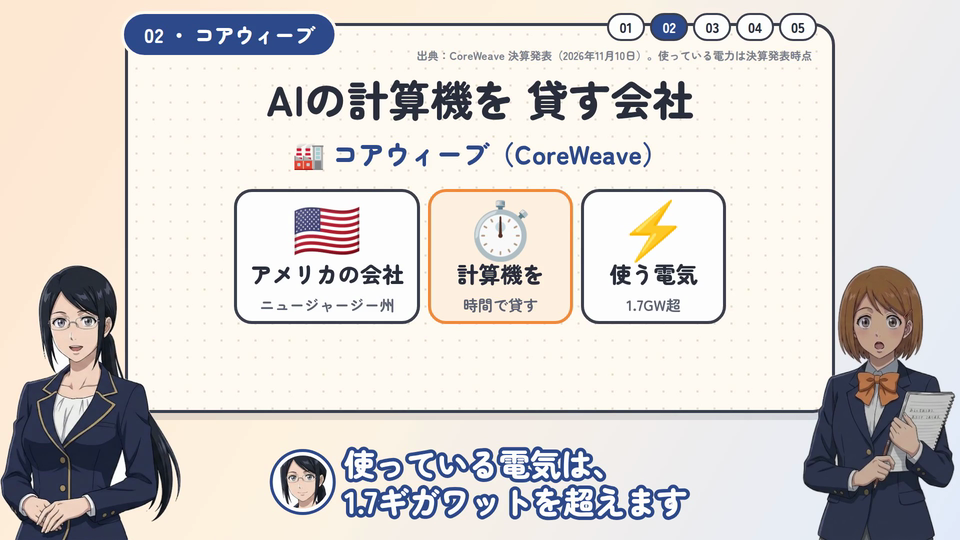 02 ・ コアウィーブ
01 02 03 04 05
出典：CoreWeave 決算発表（2026年11月10日）。使っている電力は決算発表時点
AIの計算機を 貸す会社
コアウィーブ（CoreWeave）
アメリカの会社
ニュージャージー州
計算機を
時間で貸す
使う電気
1.7GW超
使っている電気は、
1.7ギガワットを超えます